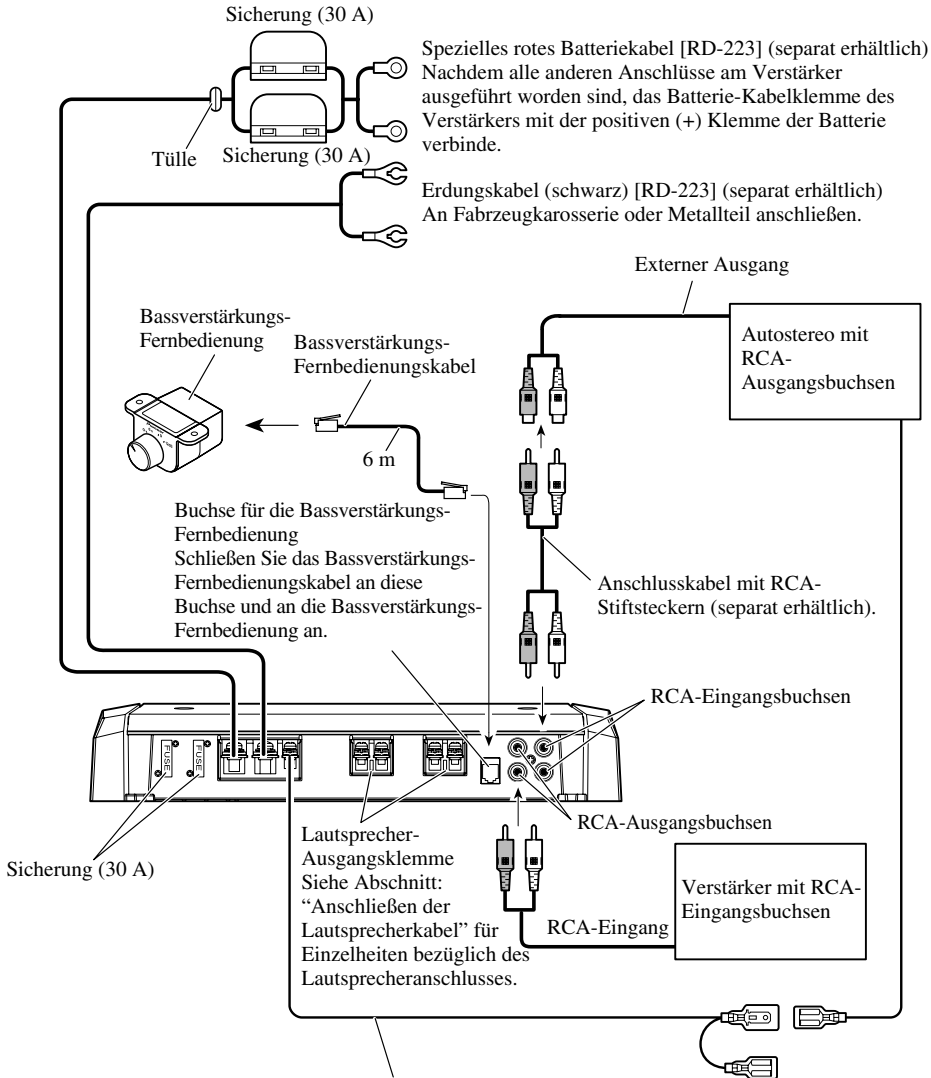 Sicherung (30 A)
Spezielles rotes Batteriekabel [RD-223] (separat erhältlich)
Nachdem alle anderen Anschlüsse am Verstärker
ausgeführt worden sind, das Batterie-Kabelklemme des
Verstärkers mit der positiven (+) Klemme der Batterie
verbinde.
Tülle
Sicherung (30 A)
Erdungskabel (schwarz) [RD-223] (separat erhältlich)
An Fabrzeugkarosserie oder Metallteil anschließen.
Externer Ausgang
Bassverstärkungs-
Fernbedienung
Bassverstärkungs-
Fernbedienungskabel
Autostereo mit
RCA-
Ausgangsbuchsen
6 m
Buchse für die Bassverstärkungs-
Fernbedienung
Schließen Sie das Bassverstärkungs-
Fernbedienungskabel an diese
Buchse und an die Bassverstärkungs-
Fernbedienung an.
Anschlusskabel mit RCA-
Stiftsteckern (separat erhältlich).
RCA-Eingangsbuchsen
FUSE
FUSE
RCA-Ausgangsbuchsen
Sicherung (30 A)
Lautsprecher-
Ausgangsklemme
Siehe Abschnitt:
“Anschließen der
Lautsprecherkabel” für
Einzelheiten bezüglich des
Lautsprecheranschlusses.
RCA-Eingang
Verstärker mit RCA-
Eingangsbuchsen